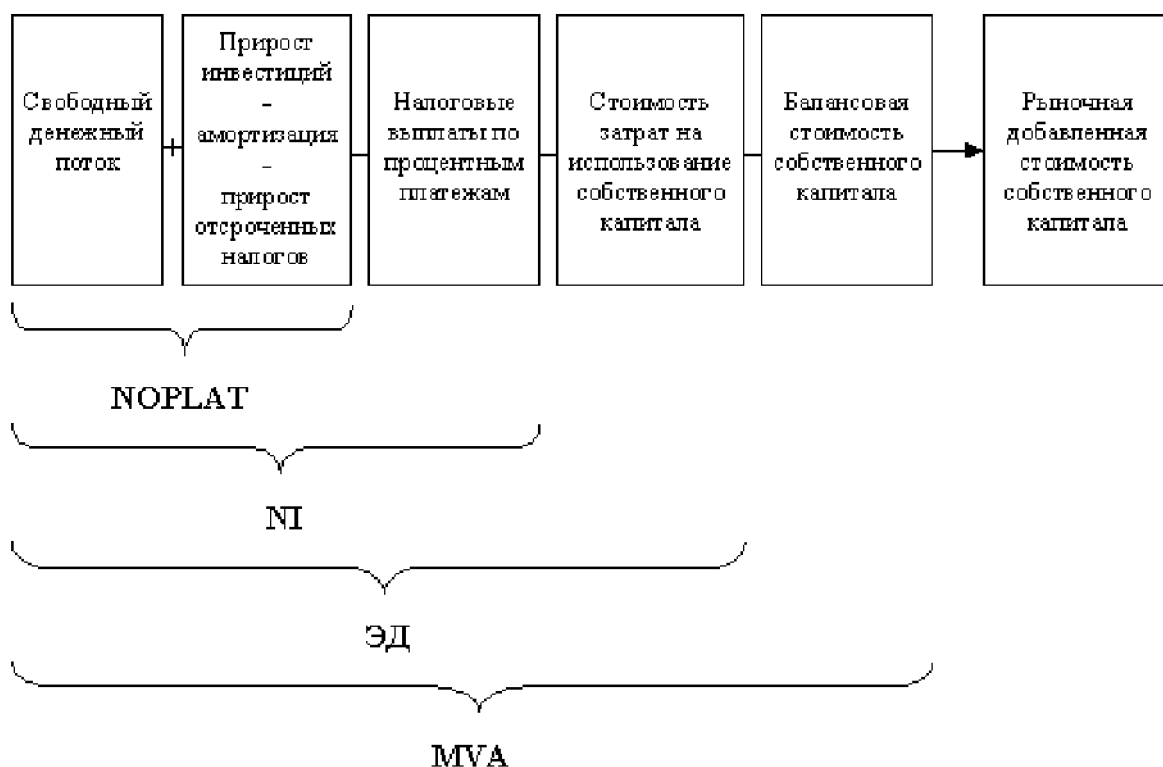 Свободный
денежный
поток
+
Прирост
инвестиций
–
амортизация
–
прирост
отсроченных
налогов
Налоговые
выплаты по
процентным
платежам
Стоимость
затрат на
использование
собственного
капитала
Балансовая
стоимость
собственного
капитала
Рыночная
добавленная
стоимость
собственного
капитала
NOPLAT
NI
ЭД
MVA